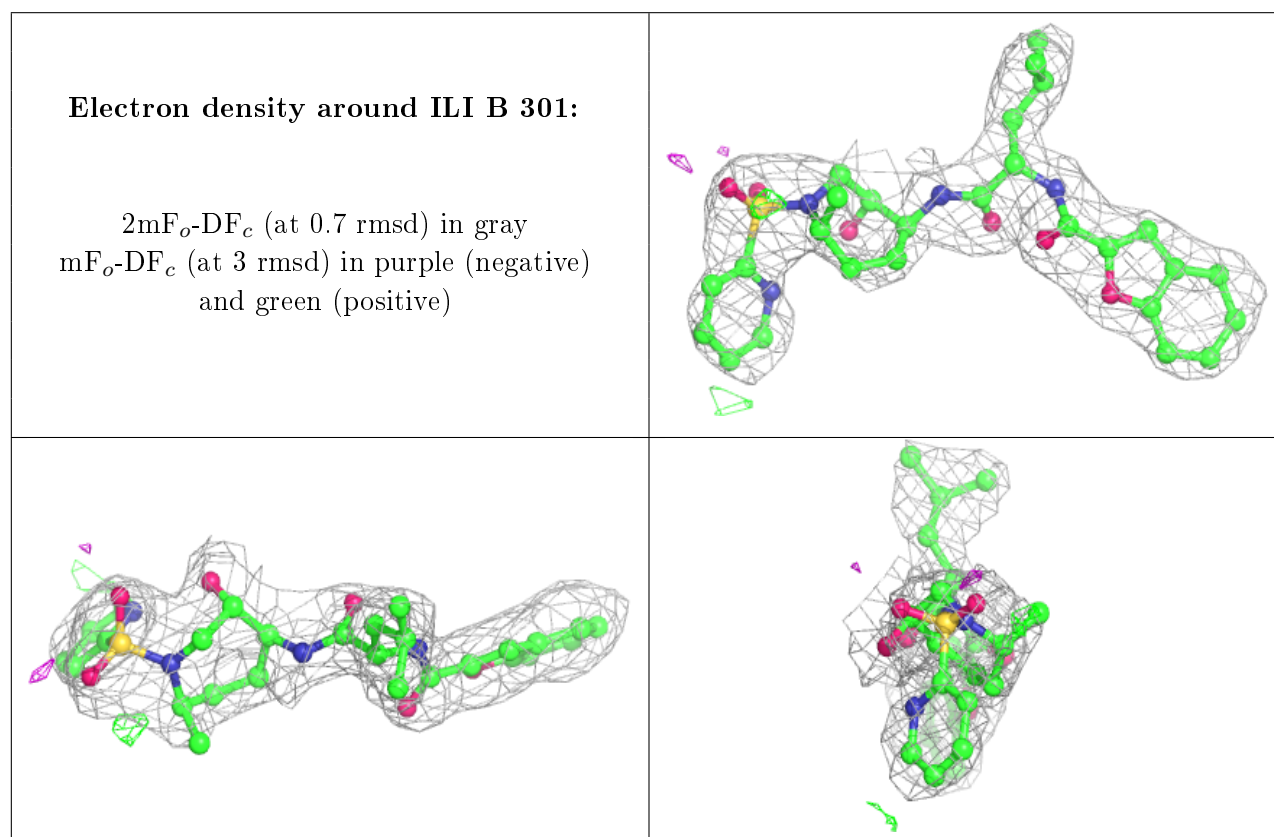 Electron density around ILI B 301:
2mFₒ-DF𝒸 (at 0.7 rmsd) in gray
mFₒ-DF𝒸 (at 3 rmsd) in purple (negative)
and green (positive)